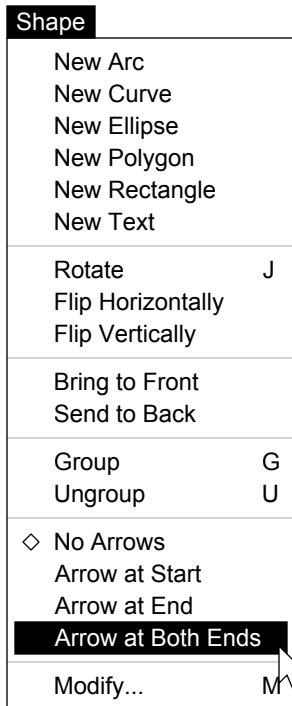 Shape
New Arc
New Curve
New Ellipse
New Polygon
New Rectangle
New Text
Rotate J
Flip Horizontally
Flip Vertically
Bring to Front
Send to Back
Group G
Ungroup U
No Arrows
Arrow at Start
Arrow at End
Arrow at Both Ends
Modify... M